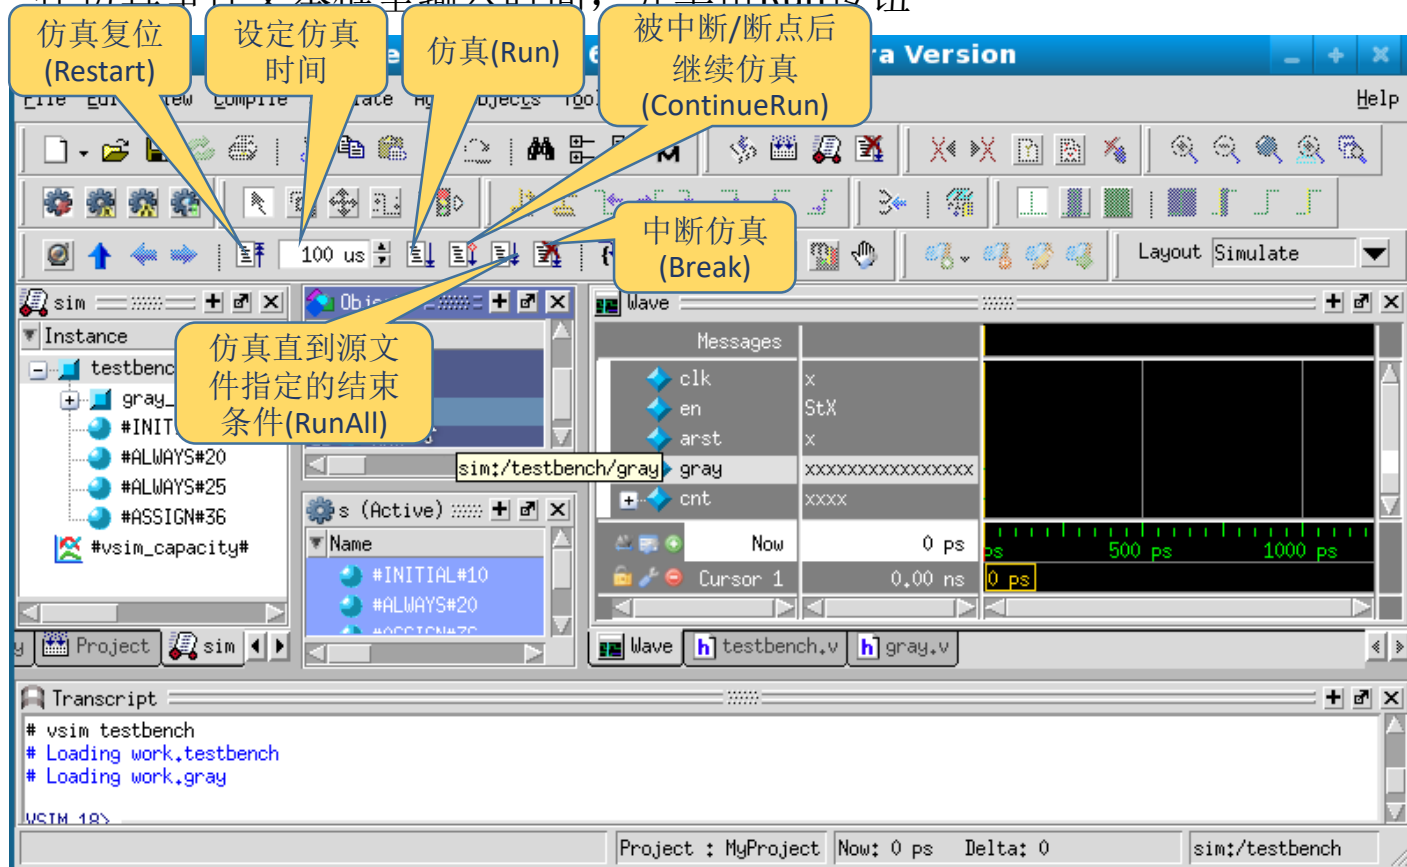 仿真复位
(Restart)
设定仿真
时间
仿真(Run)
被中断/断点后
继续仿真
(ContinueRun)
ra Version
Help
100 us
中断仿真
(Break)
Layout Simulate
sim
Wave
Instance
仿真直到源文
件指定的结束
条件(RunAll)
Messages
clk x
en StX
arst x
gray xxxxxxxxxxxxxxxx
cnt xxxx
#ALWAYS#20
#ALWAYS#25
#ASSIGN#36
#vsim_capacity#
sim:/testbench/gray
s (Active)
Name
#INITIAL#10
#ALWAYS#20
Now 0 ps
500 ps 1000 ps
Cursor 1 0.00 ns 0 ps
Project sim
Wave testbench.v gray.v
Transcript
# vsim testbench
# Loading work.testbench
# Loading work.gray
VSIM 18>
Project : MyProject Now: 0 ps Delta: 0 sim:/testbench